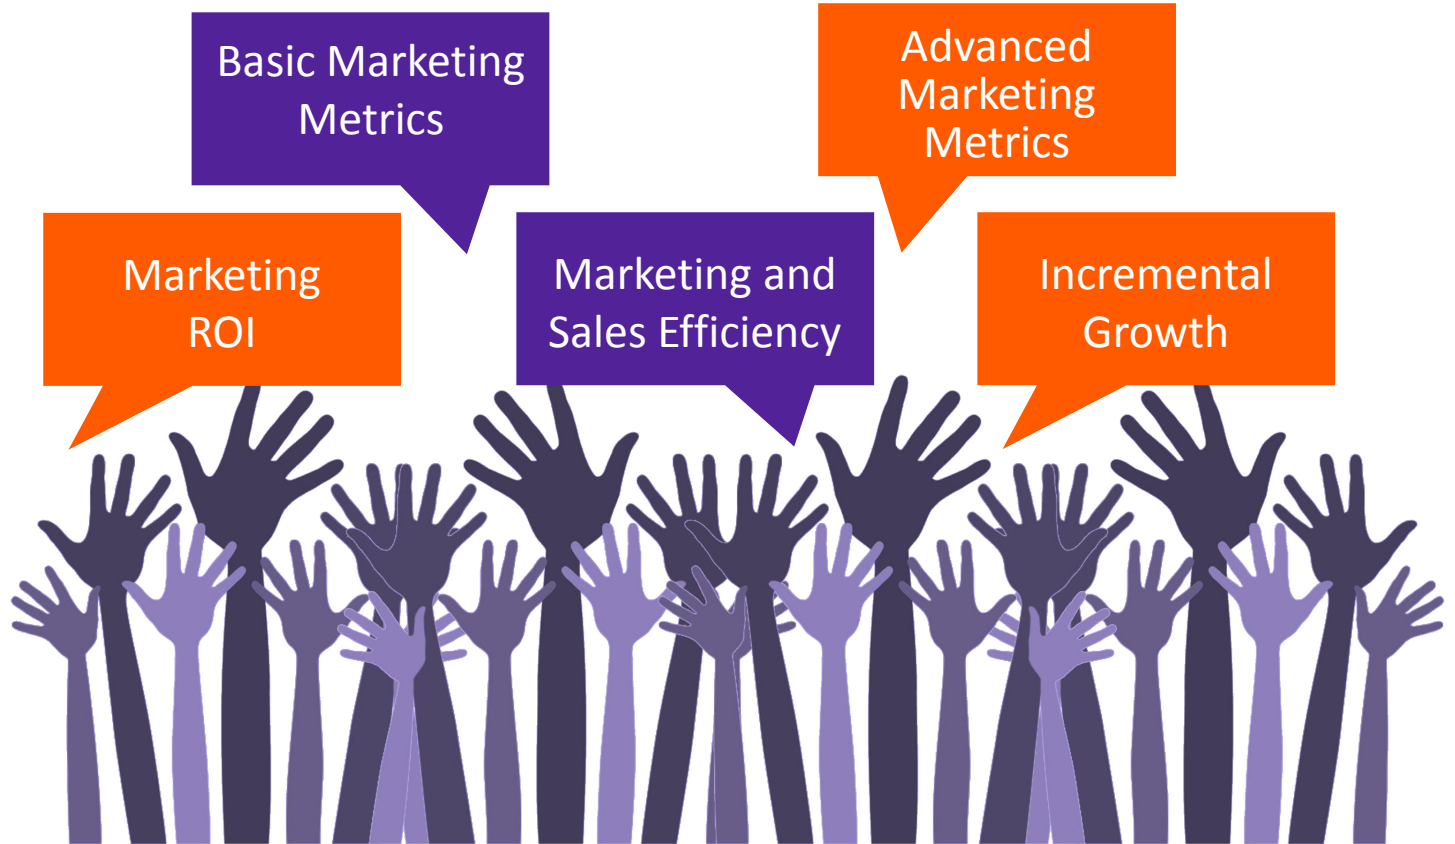 Basic Marketing
Metrics
Advanced
Marketing
Metrics
Marketing
ROI
Marketing and
Sales Efficiency
Incremental
Growth